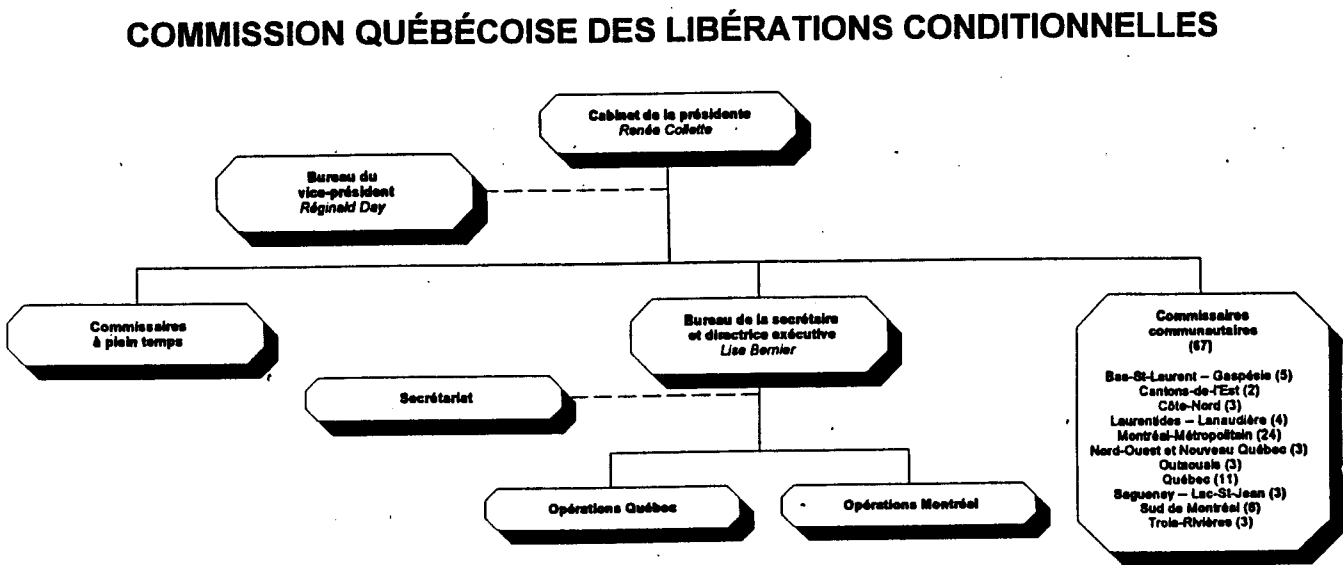 COMMISSION QUÉBÉCOISE DES LIBÉRATIONS CONDITIONNELLES
Cabinet de la présidente
Renée Collette
Bureau du
vice-président
Réginald Day
Commissaires
à plein temps
Bureau de la secrétaire
et directrice exécutive
Lise Bernier
Secrétariat
Opérations Québec
Opérations Montréal
Commissaires
communautaires
(67)
Bas-St-Laurent – Gaspésie (5)
Cantons-de-l'Est (2)
Côte-Nord (3)
Laurentides – Lanaudière (4)
Montréal-Métropolitain (24)
Nord-Ouest et Nouveau Québec (3)
Outaouais (3)
Québec (11)
Saguenay – Lac-St-Jean (3)
Sud de Montréal (6)
Trois-Rivières (3)